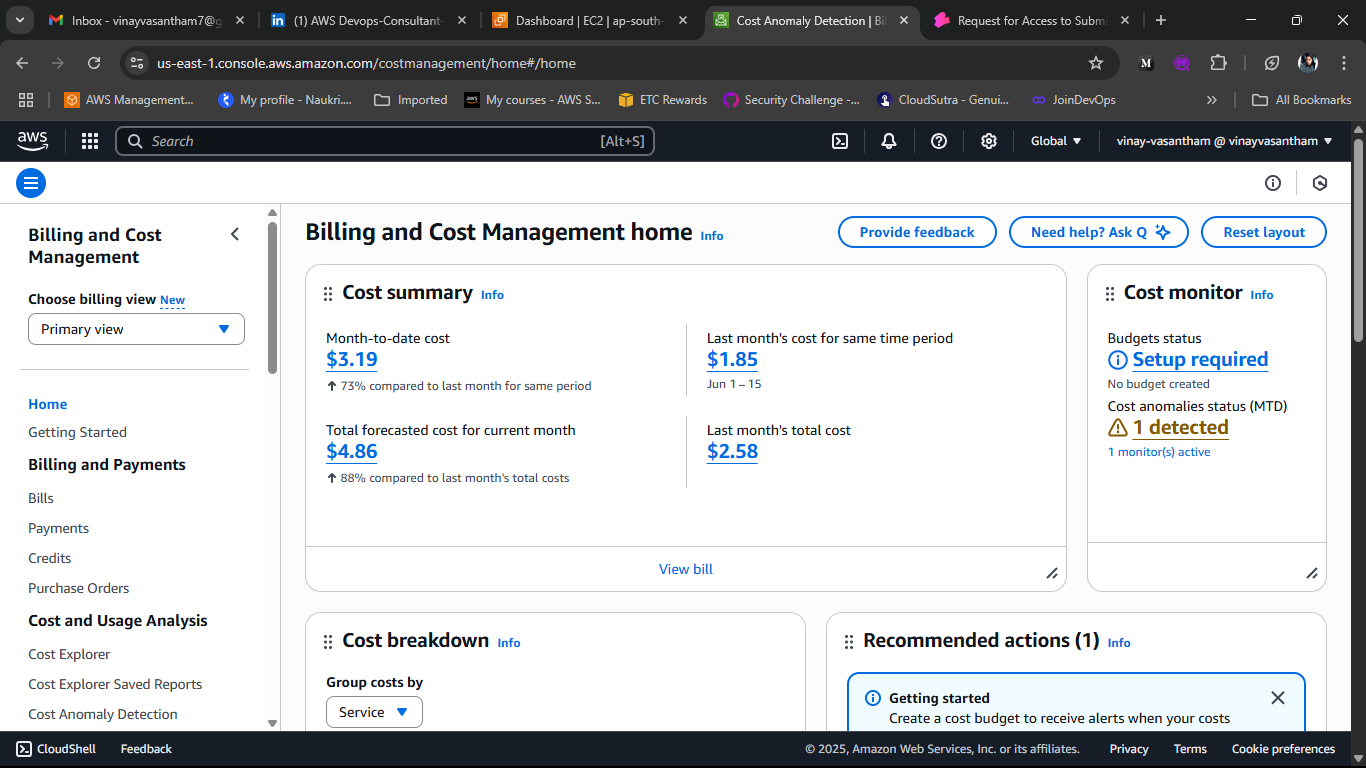 Inbox - vinayvasantham7@g
(1) AWS Devops-Consultant
Dashboard | EC2 | ap-south-
Cost Anomaly Detection | Bil
Request for Access to Submi
us-east-1.console.aws.amazon.com/costmanagement/home#/home
AWS Management...
My profile - Naukri....
Imported
My courses - AWS S...
ETC Rewards
Security Challenge -...
CloudSutra - Genui...
JoinDevOps
All Bookmarks
aws
Search
[Alt+S]
Global
vinay-vasantham @ vinayvasantham
Billing and Cost
Management
Choose billing view New
Primary view
Home
Getting Started
Billing and Payments
Bills
Payments
Credits
Purchase Orders
Cost and Usage Analysis
Cost Explorer
Cost Explorer Saved Reports
Cost Anomaly Detection
Billing and Cost Management home Info
Provide feedback
Need help? Ask Q
Reset layout
Cost summary Info
Month-to-date cost
$3.19
↑ 73% compared to last month for same period
Last month's cost for same time period
$1.85
Jun 1 – 15
Total forecasted cost for current month
$4.86
↑ 88% compared to last month's total costs
Last month's total cost
$2.58
View bill
Cost monitor Info
Budgets status
Setup required
No budget created
Cost anomalies status (MTD)
1 detected
1 monitor(s) active
Cost breakdown Info
Group costs by
Service
Recommended actions (1) Info
Getting started
Create a cost budget to receive alerts when your costs
CloudShell
Feedback
© 2025, Amazon Web Services, Inc. or its affiliates.
Privacy
Terms
Cookie preferences